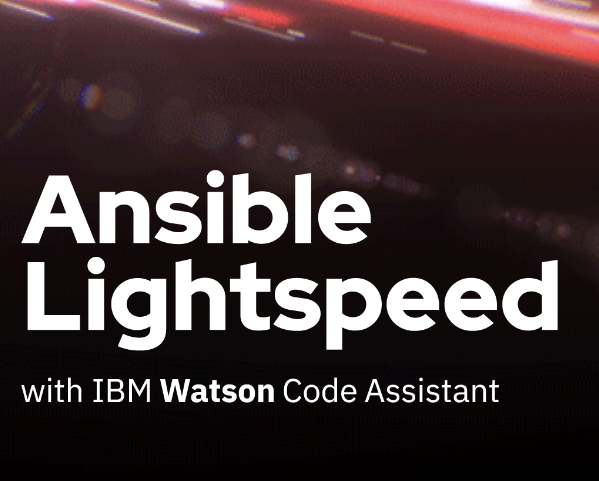 Ansible
Lightspeed
with IBM Watson Code Assistant